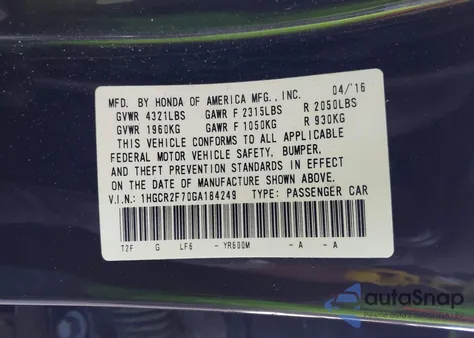 MFD. BY HONDA OF AMERICA MFG., INC. 04/'16
GVWR 4321LBS GAWR F 2315LBS R 2050LBS
GVWR 1960KG GAWR F 1050KG R 930KG
THIS VEHICLE CONFORMS TO ALL APPLICABLE
FEDERAL MOTOR VEHICLE SAFETY, BUMPER,
AND THEFT PREVENTION STANDARDS IN EFFECT
ON THE DATE OF MANUFACTURE SHOWN ABOVE.
V.I.N.: 1HGCR2F70GA184249 TYPE: PASSENGER CAR
T2F G LF6 - YR600M - A - A
autoSnap